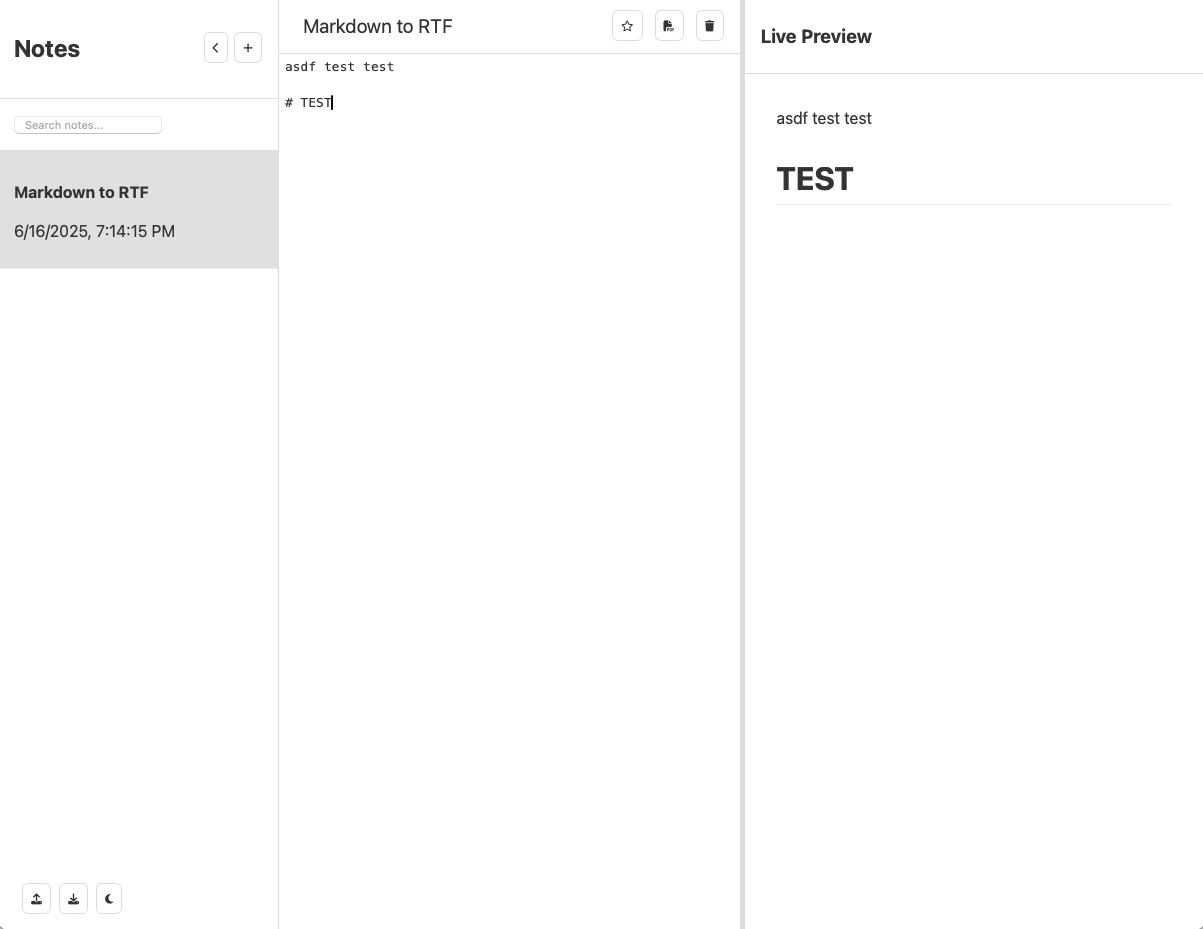 Notes
Search notes...
Markdown to RTF
6/16/2025, 7:14:15 PM
Markdown to RTF
PDF
asdf test test
# TEST
Live Preview
asdf test test
TEST